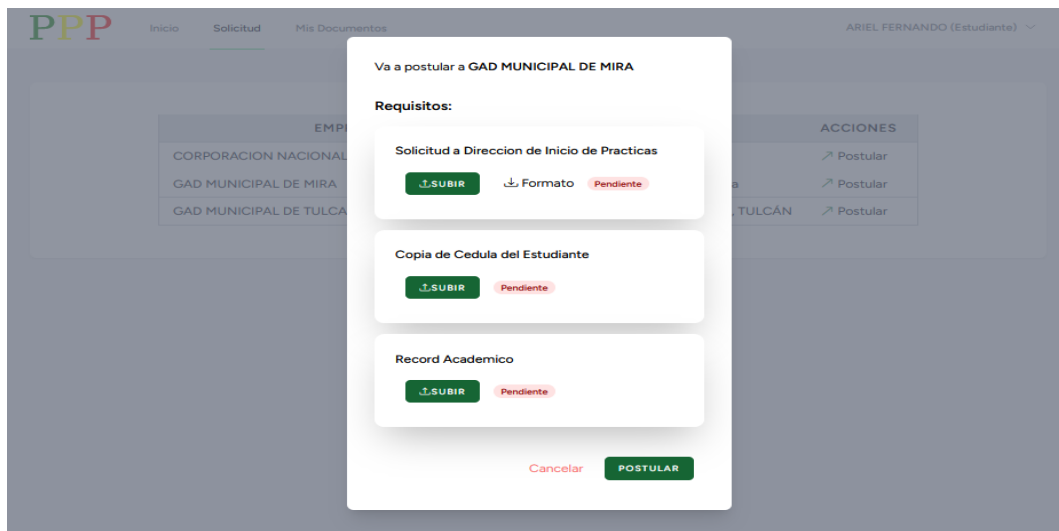 PPP Inicio Solicitud Mis Documentos ARIEL FERNANDO (Estudiante)
Va a postular a GAD MUNICIPAL DE MIRA
Requisitos:
EMP ACCIONES
Solicitud a Direccion de Inicio de Practicas
CORPORACION NACIONAL Postular
SUBIR Formato Pendiente
GAD MUNICIPAL DE MIRA a Postular
GAD MUNICIPAL DE TULCA , TULCÁN Postular
Copia de Cedula del Estudiante
SUBIR Pendiente
Record Academico
SUBIR Pendiente
Cancelar POSTULAR